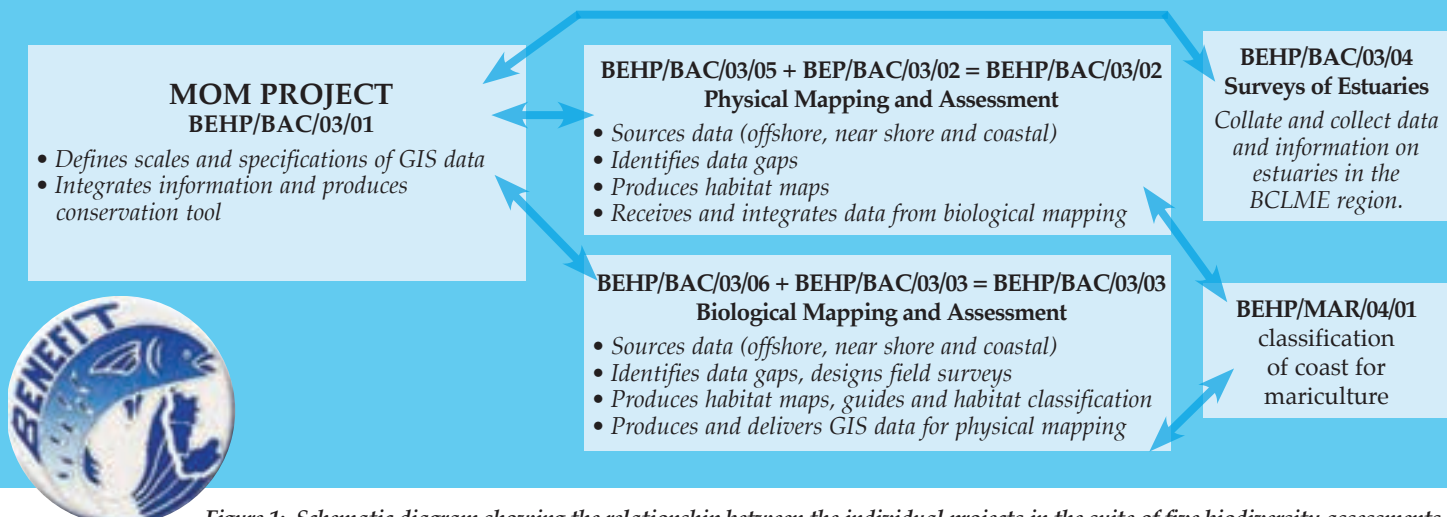 MOM PROJECT
BEHP/BAC/03/01
• Defines scales and specifications of GIS data
• Integrates information and produces
conservation tool
BEHP/BAC/03/05 + BEP/BAC/03/02 = BEHP/BAC/03/02
Physical Mapping and Assessment
• Sources data (offshore, near shore and coastal)
• Identifies data gaps
• Produces habitat maps
• Receives and integrates data from biological mapping
BEHP/BAC/03/04
Surveys of Estuaries
Collate and collect data
and information on
estuaries in the
BCLME region.
BEHP/BAC/03/06 + BEHP/BAC/03/03 = BEHP/BAC/03/03
Biological Mapping and Assessment
• Sources data (offshore, near shore and coastal)
• Identifies data gaps, designs field surveys
• Produces habitat maps, guides and habitat classification
• Produces and delivers GIS data for physical mapping
BEHP/MAR/04/01
classification
of coast for
mariculture
BENEFIT
Figure 1: Schematic diagram showing the relationship between the individual projects in the suite of five biodiversity assessments